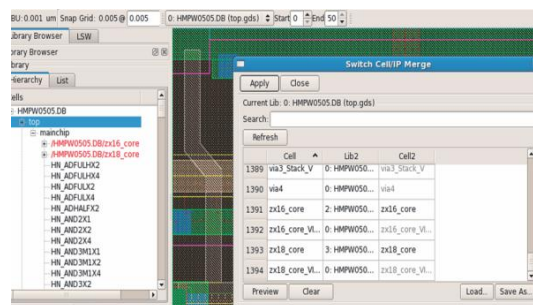 BU:0.001 um Snap Grid: 0.005@ 0.005 0: HMPW0505.DB (top.gds) Start 0 End 50
Library Browser LSW
Library Browser
Library
Hierarchy List
Cells
HMPW0505.DB
top
mainchip
/HMPW0505.DB/zx16_core
/HMPW0505.DB/zx18_core
HN_ADFULHX2
HN_ADFULHX4
HN_ADFULX2
HN_ADFULX4
HN_ADHALFX2
HN_AND2X1
HN_AND2X2
HN_AND2X4
HN_AND3M1X1
HN_AND3M1X2
HN_AND3M1X4
HN_AND3X2
Switch Cell/IP Merge
Apply Close
Current Lib: 0: HMPW0505.DB (top.gds)
Search:
Refresh
Cell Lib2 Cell2
1389 via3_Stack_V 0: HMPW050... via3_Stack_V
1390 via4 0: HMPW050... via4
1391 zx16_core 2: HMPW050... zx16_core
1392 zx16_core_VI... 0: HMPW050... zx16_core_VI...
1393 zx18_core 3: HMPW050... zx18_core
1394 zx18_core_VI... 0: HMPW050... zx18_core_VI...
Preview Clear Load... Save As...